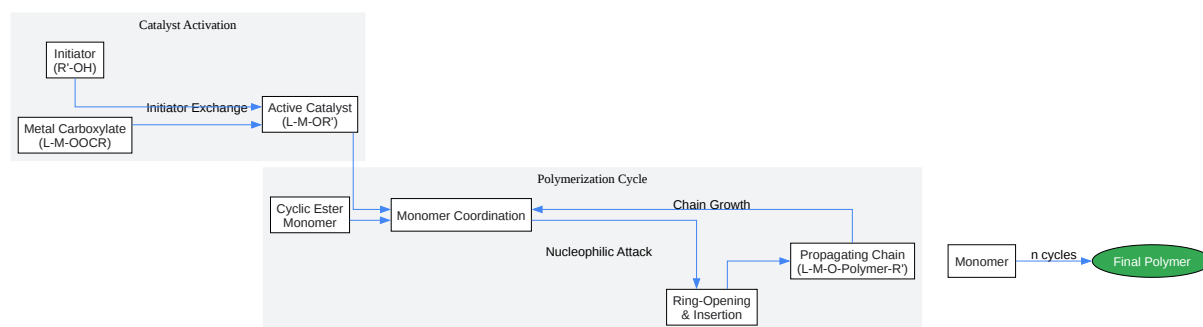 Catalyst Activation
Initiator
(R'-OH)
Initiator Exchange
Active Catalyst
(L-M-OR')
Metal Carboxylate
(L-M-OOCR)
Polymerization Cycle
Cyclic Ester
Monomer
Monomer Coordination
Chain Growth
Nucleophilic Attack
Propagating Chain
(L-M-O-Polymer-R')
Ring-Opening
& Insertion
Monomer
n cycles
Final Polymer